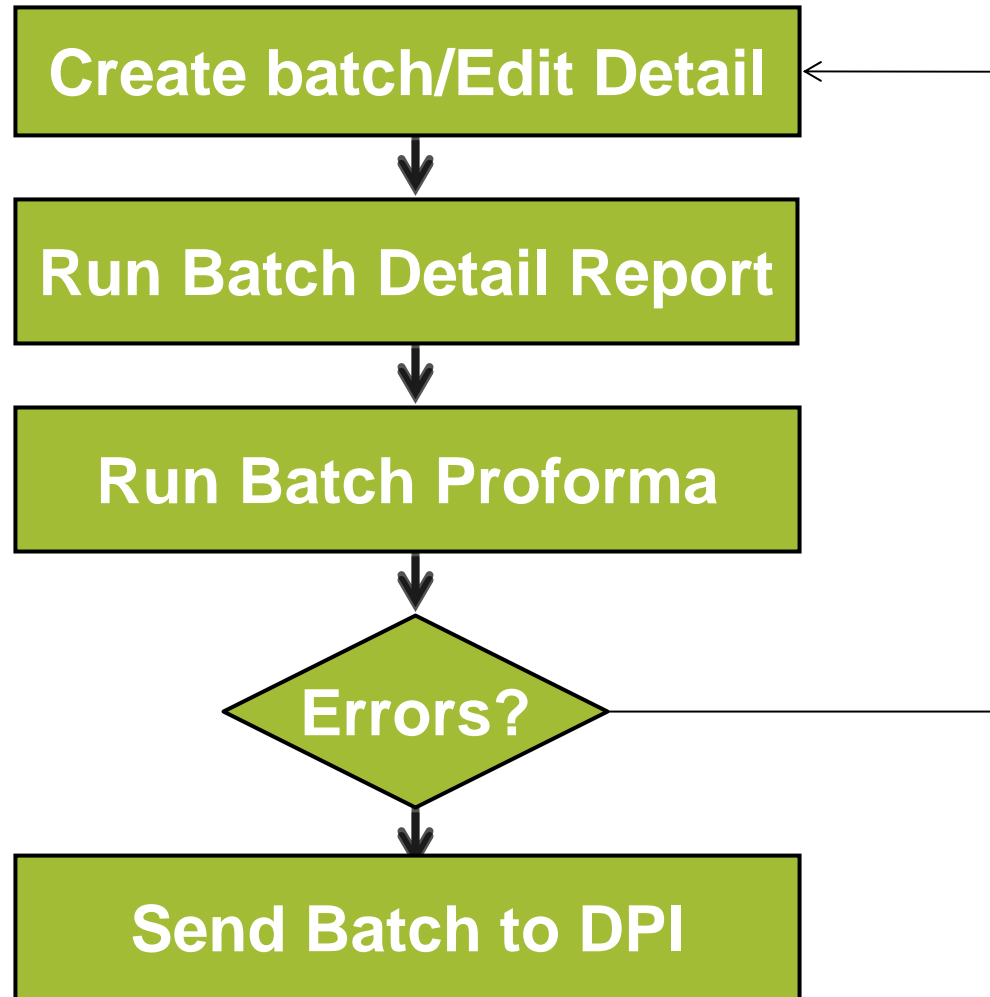 Create batch/Edit Detail
Run Batch Detail Report
Run Batch Proforma
Errors?
Send Batch to DPI